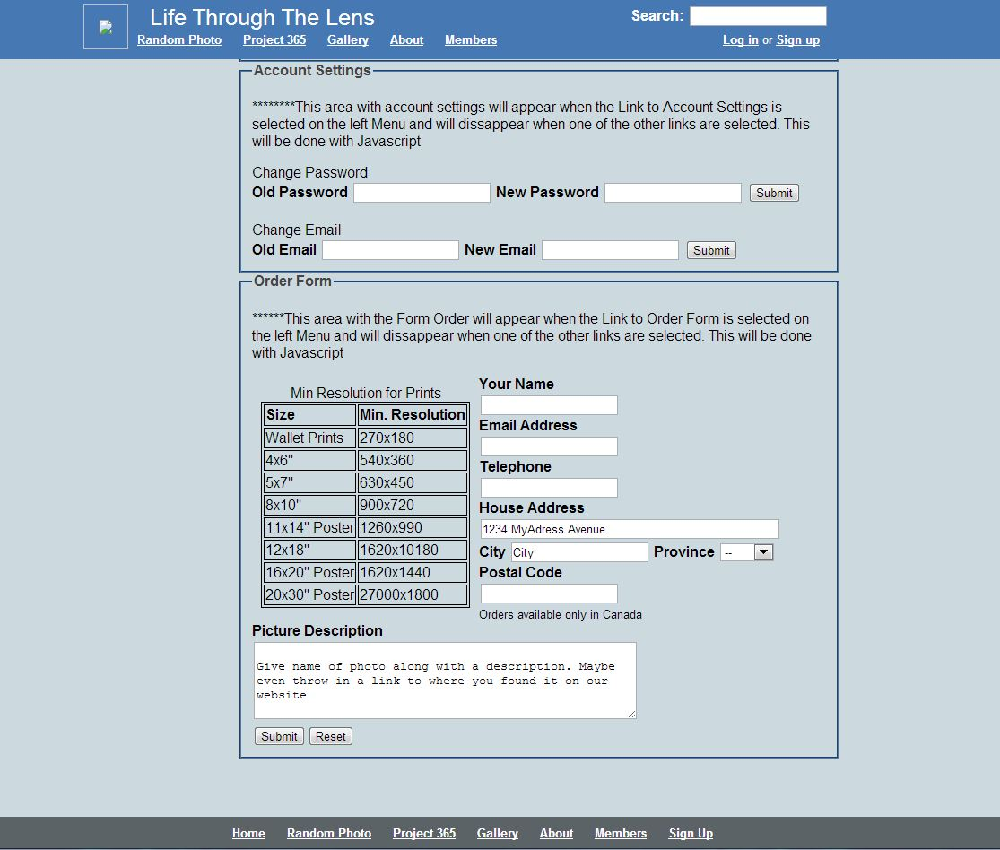 Life Through The Lens
Search:
Random Photo Project 365 Gallery About Members
Log in or Sign up
Account Settings
********This area with account settings will appear when the Link to Account Settings is
selected on the left Menu and will dissappear when one of the other links are selected. This
will be done with Javascript
Change Password
Old Password New Password Submit
Change Email
Old Email New Email Submit
Order Form
******This area with the Form Order will appear when the Link to Order Form is selected on
the left Menu and will dissappear when one of the other links are selected. This will be done
with Javascript
Min Resolution for Prints
Size Min. Resolution
Wallet Prints 270x180
4x6" 540x360
5x7" 630x450
8x10" 900x720
11x14" Poster 1260x990
12x18" 1620x10180
16x20" Poster 1620x1440
20x30" Poster 27000x1800
Your Name
Email Address
Telephone
House Address
1234 MyAdress Avenue
City City Province --
Postal Code
Orders available only in Canada
Picture Description
Give name of photo along with a description. Maybe
even throw in a link to where you found it on our
website
Submit Reset
Home Random Photo Project 365 Gallery About Members Sign Up